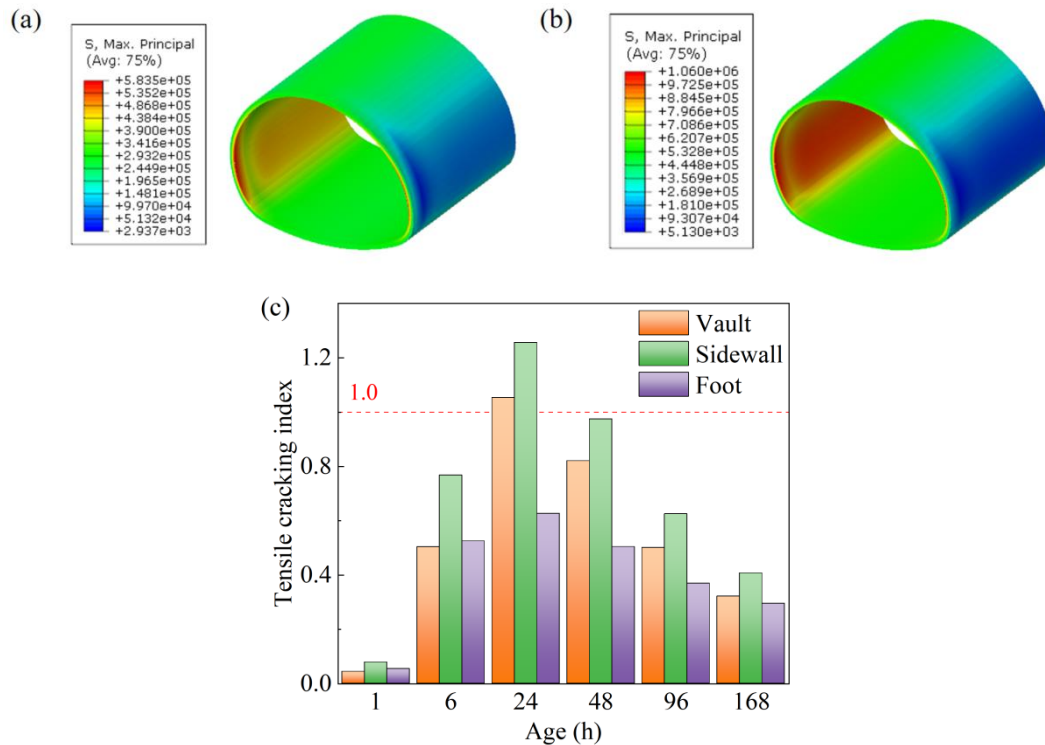 (a)
S, Max. Principal
(Avg: 75%)
+5.835e+05
+5.352e+05
+4.868e+05
+4.384e+05
+3.900e+05
+3.416e+05
+2.932e+05
+2.449e+05
+1.965e+05
+1.481e+05
+9.970e+04
+5.132e+04
+2.937e+03
(b)
S, Max. Principal
(Avg: 75%)
+1.060e+06
+9.725e+05
+8.845e+05
+7.966e+05
+7.086e+05
+6.207e+05
+5.328e+05
+4.448e+05
+3.569e+05
+2.689e+05
+1.810e+05
+9.307e+04
+5.130e+03
(c)
Vault
Sidewall
Foot
1.0
Tensile cracking index
1.2
0.8
0.4
0.0
1 6 24 48 96 168
Age (h)